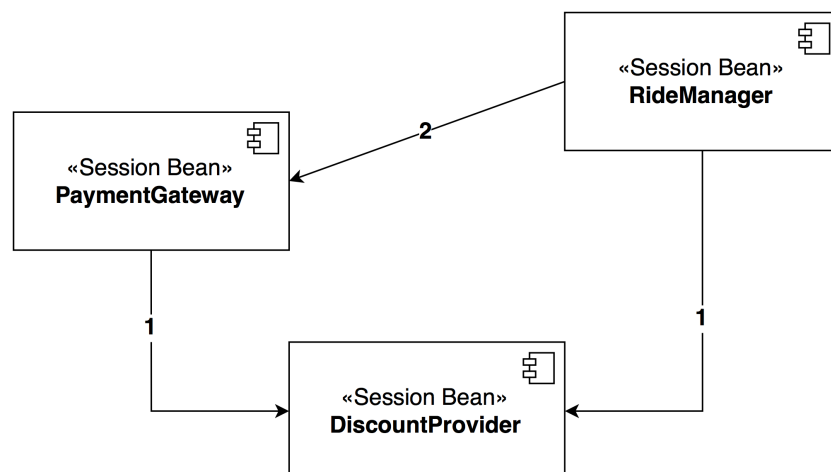 «Session Bean»
RideManager
2
«Session Bean»
PaymentGateway
1
1
«Session Bean»
DiscountProvider